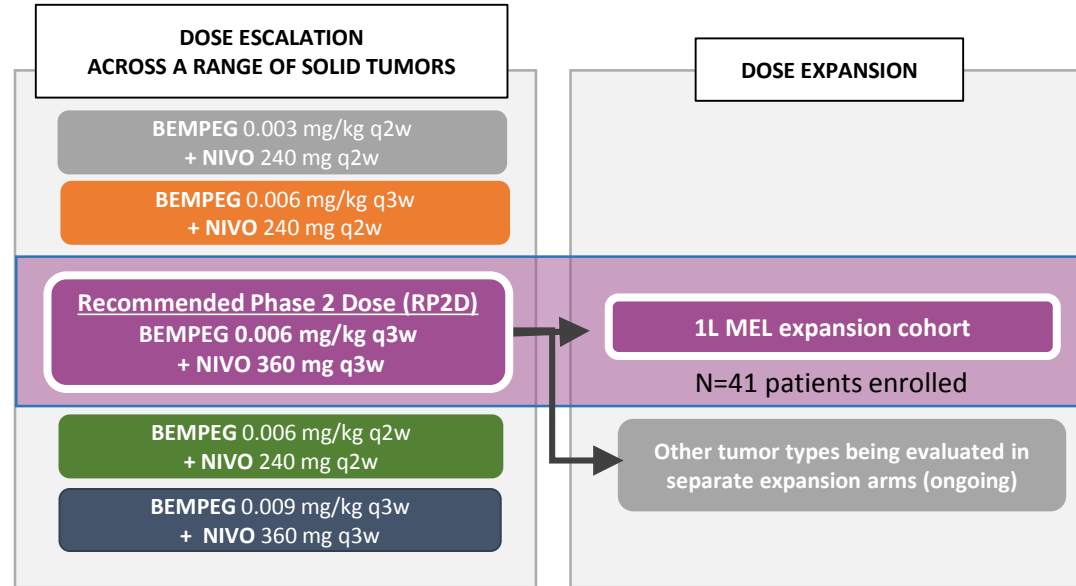 DOSE ESCALATION
ACROSS A RANGE OF SOLID TUMORS
BEMPEG 0.003 mg/kg q2w
+ NIVO 240 mg q2w
BEMPEG 0.006 mg/kg q3w
+ NIVO 240 mg q2w
Recommended Phase 2 Dose (RP2D)
BEMPEG 0.006 mg/kg q3w
+ NIVO 360 mg q3w
BEMPEG 0.006 mg/kg q2w
+ NIVO 240 mg q2w
BEMPEG 0.009 mg/kg q3w
+ NIVO 360 mg q3w
DOSE EXPANSION
1L MEL expansion cohort
N=41 patients enrolled
Other tumor types being evaluated in
separate expansion arms (ongoing)